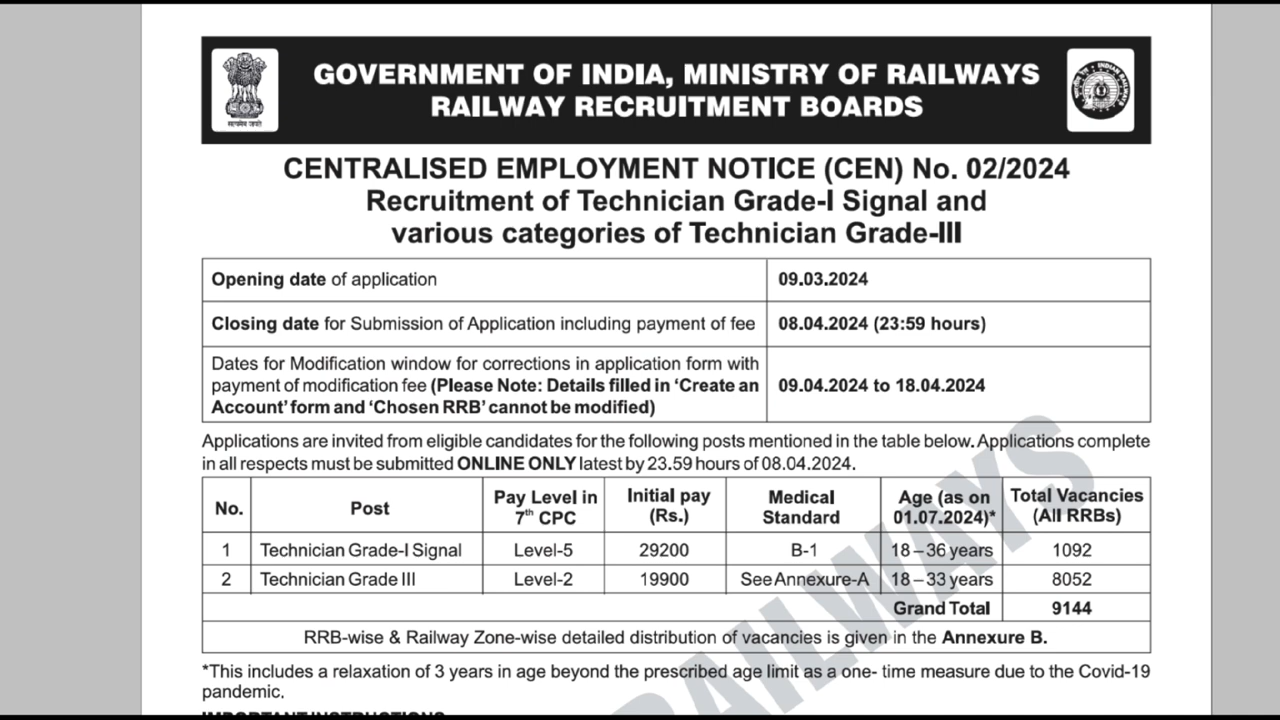 GOVERNMENT OF INDIA, MINISTRY OF RAILWAYS
RAILWAY RECRUITMENT BOARDS
सत्यमेव जयते
CENTRALISED EMPLOYMENT NOTICE (CEN) No. 02/2024
Recruitment of Technician Grade-I Signal and
various categories of Technician Grade-III
Opening date of application 09.03.2024
Closing date for Submission of Application including payment of fee 08.04.2024 (23:59 hours)
Dates for Modification window for corrections in application form with
payment of modification fee (Please Note: Details filled in ‘Create an
Account’ form and ‘Chosen RRB’ cannot be modified)
09.04.2024 to 18.04.2024
Applications are invited from eligible candidates for the following posts mentioned in the table below. Applications complete
in all respects must be submitted ONLINE ONLY latest by 23.59 hours of 08.04.2024.
No. Post Pay Level in 7th CPC Initial pay (Rs.) Medical Standard Age (as on 01.07.2024)* Total Vacancies (All RRBs)
1 Technician Grade-I Signal Level-5 29200 B-1 18–36 years 1092
2 Technician Grade III Level-2 19900 See Annexure-A 18–33 years 8052
Grand Total 9144
RRB-wise & Railway Zone-wise detailed distribution of vacancies is given in the Annexure B.
*This includes a relaxation of 3 years in age beyond the prescribed age limit as a one- time measure due to the Covid-19
pandemic.
IMPORTANT INSTRUCTIONS
RAILWAYS